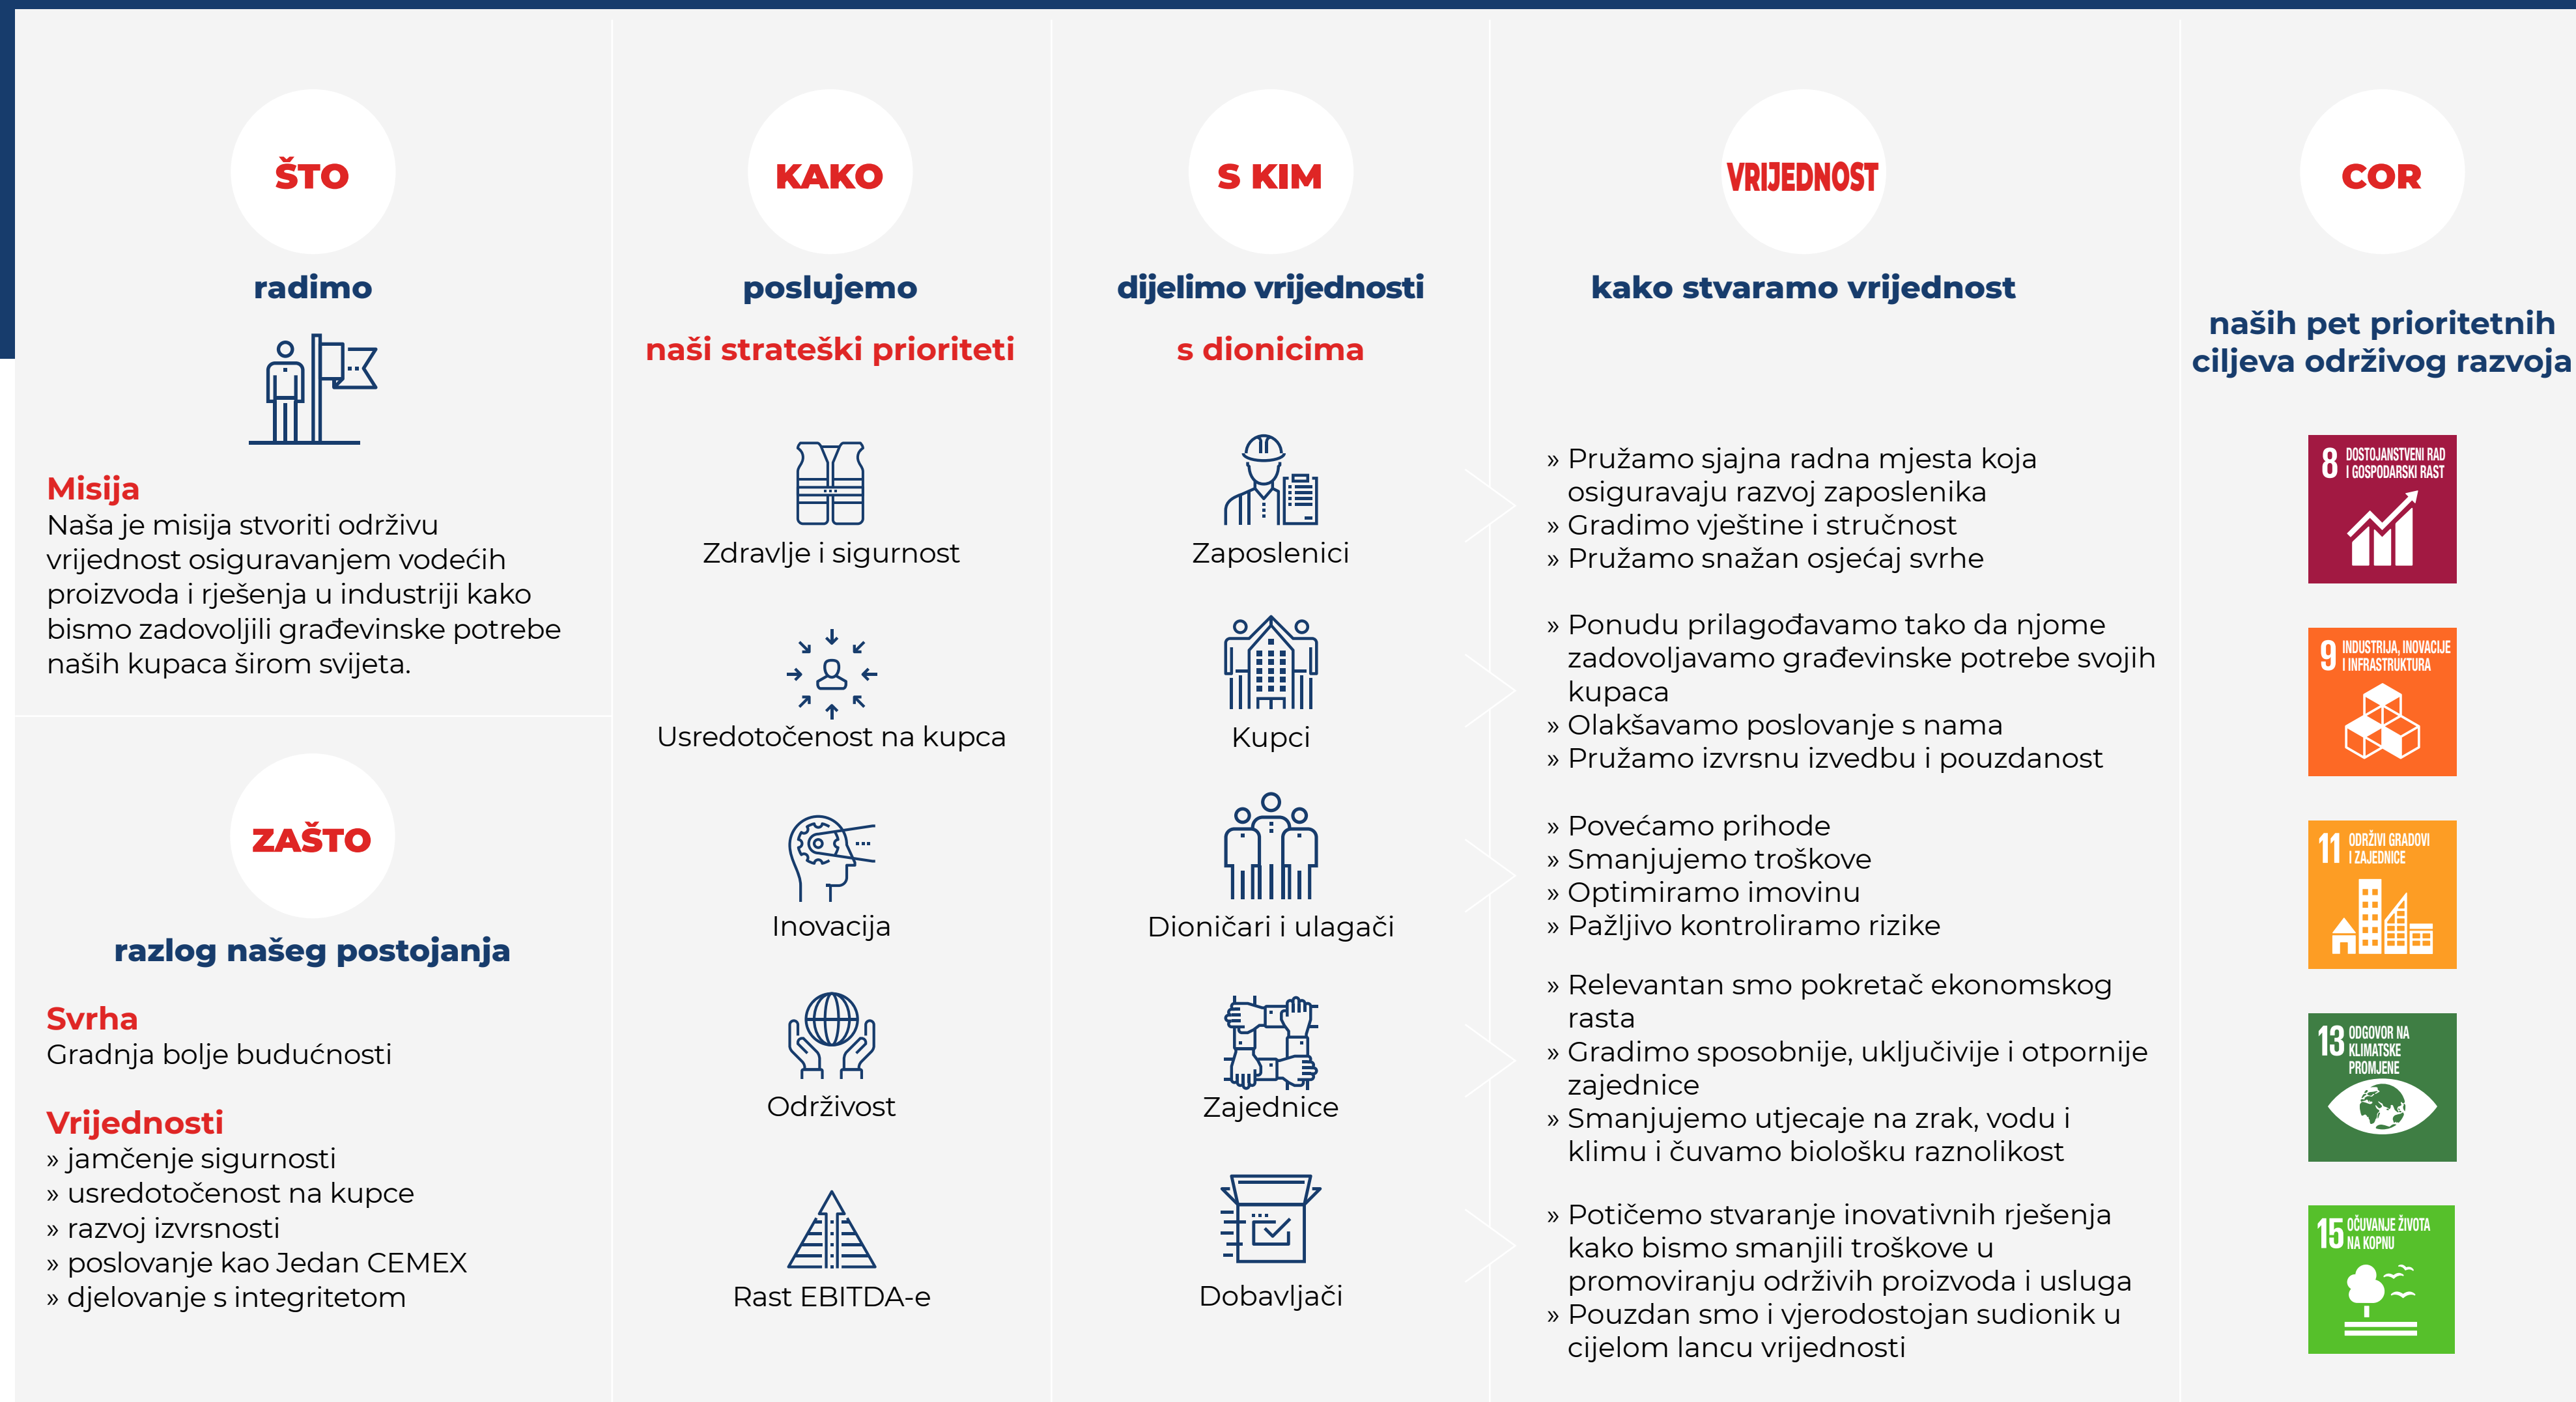 ŠTO
radimo
Misija
Naša je misija stvoriti održivu
vrijednost osiguravanjem vodećih
proizvoda i rješenja u industriji kako
bismo zadovoljili građevinske potrebe
naših kupaca širom svijeta.
ZAŠTO
razlog našeg postojanja
Svrha
Gradnja bolje budućnosti
Vrijednosti
» jamčenje sigurnosti
» usredotočenost na kupce
» razvoj izvrsnosti
» poslovanje kao Jedan CEMEX
» djelovanje s integritetom
KAKO
poslujemo
naši strateški prioriteti
Zdravlje i sigurnost
Usredotočenost na kupca
Inovacija
Održivost
Rast EBITDA-e
S KIM
dijelimo vrijednosti
s dionicima
Zaposlenici
Kupci
Dioničari i ulagači
Zajednice
Dobavljači
VRIJEDNOST
kako stvaramo vrijednost
» Pružamo sjajna radna mjesta koja
osiguravaju razvoj zaposlenika
» Gradimo vještine i stručnost
» Pružamo snažan osjećaj svrhe
» Ponudu prilagođavamo tako da njome
zadovoljavamo građevinske potrebe svojih
kupaca
» Olakšavamo poslovanje s nama
» Pružamo izvrsnu izvedbu i pouzdanost
» Povećamo prihode
» Smanjujemo troškove
» Optimiramo imovinu
» Pažljivo kontroliramo rizike
» Relevantan smo pokretač ekonomskog
rasta
» Gradimo sposobnije, uključivije i otpornije
zajednice
» Smanjujemo utjecaje na zrak, vodu i
klimu i čuvamo biološku raznolikost
» Potičemo stvaranje inovativnih rješenja
kako bismo smanjili troškove u
promoviranju održivih proizvoda i usluga
» Pouzdan smo i vjerodostojan sudionik u
cijelom lancu vrijednosti
COR
naših pet prioritetnih
ciljeva održivog razvoja
8 DOSTOJANSTVENI RAD
I GOSPODARSKI RAST
9 INDUSTRIJA, INOVACIJE
I INFRASTRUKTURA
11 ODRŽIVI GRADOVI
I ZAJEDNICE
13 ODGOVOR NA
KLIMATSKE
PROMJENE
15 OČUVANJE ŽIVOTA
NA KOPNU